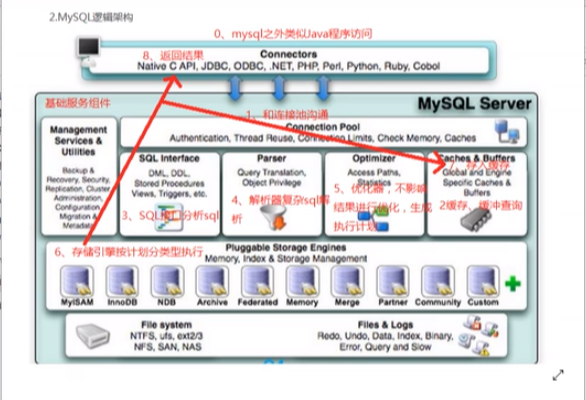 2.MySQL逻辑架构
0、mysql之外类似Java程序访问
8、返回结果
Connectors
Native C API, JDBC, ODBC, .NET, PHP, Perl, Python, Ruby, Cobol
基础服务组件
MySQL Server
1、和连接池沟通
Connection Pool
Authentication, Thread Reuse, Connection Limits, Check Memory, Caches
Management
Services &
Utilities
Backup &
Recovery, Security,
Replication, Cluster,
Administration,
Configuration,
Migration &
Metadata
SQL Interface
DML, DDL,
Stored Procedures
Views, Triggers, etc.
3、SQL接口分析sql
Parser
Query Translation,
Object Privilege
4、解析器复杂sql解
析
Optimizer
Access Paths,
Statistics
5、优化器，不影响
结果进行优化，生成
执行计划
Caches & Buffers
7、存入缓存
Global and Engine
Specific Caches &
Buffers
2缓存、缓冲查询
6、存储引擎按计划分类型执行
Pluggable Storage Engines
Memory, Index & Storage Management
MyISAM InnoDB NDB Archive Federated Memory Merge Partner Community Custom
File system
NTFS, ufs, ext2/3
NFS, SAN, NAS
Files & Logs
Redo, Undo, Data, Index, Binary,
Error, Query and Slow